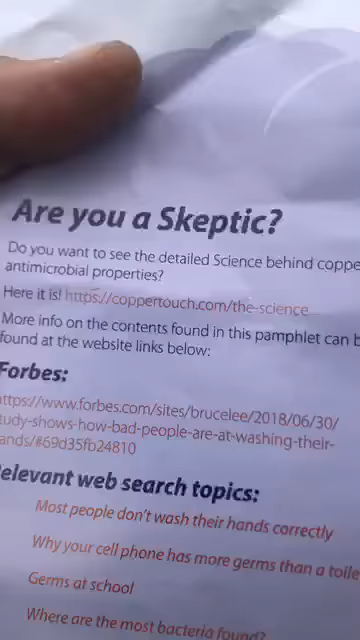 Are you a Skeptic?
Do you want to see the detailed Science behind coppe
antimicrobial properties?
Here it is! https://coppertouch.com/the-science
More info on the contents found in this pamphlet can b
found at the website links below:
Forbes:
ttps://www.forbes.com/sites/brucelee/2018/06/30/
tudy-shows-how-bad-people-are-at-washing-their-
ands/#69d35fb24810
elevant web search topics:
Most people don't wash their hands correctly
Why your cell phone has more germs than a toile
Germs at school
Where are the most bacteria found?